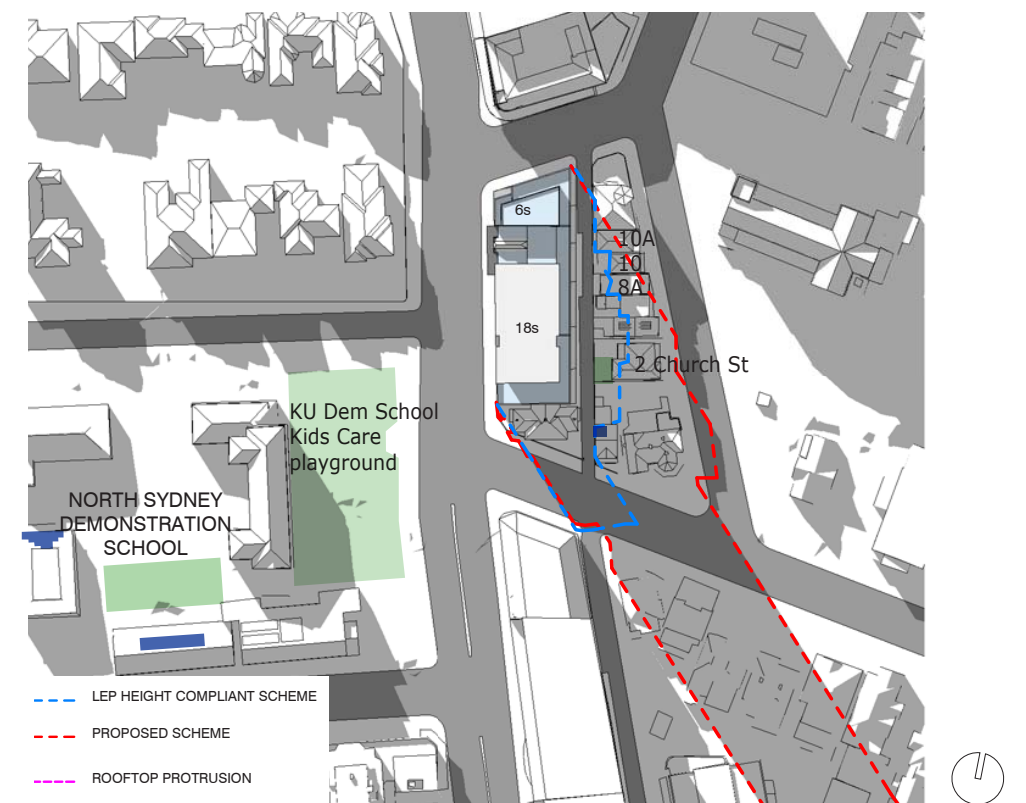 6s
10A
10
8A
18s
2 Church St
KU Dem School
Kids Care
playground
NORTH SYDNEY
DEMONSTRATION
SCHOOL
LEP HEIGHT COMPLIANT SCHEME
PROPOSED SCHEME
ROOFTOP PROTRUSION